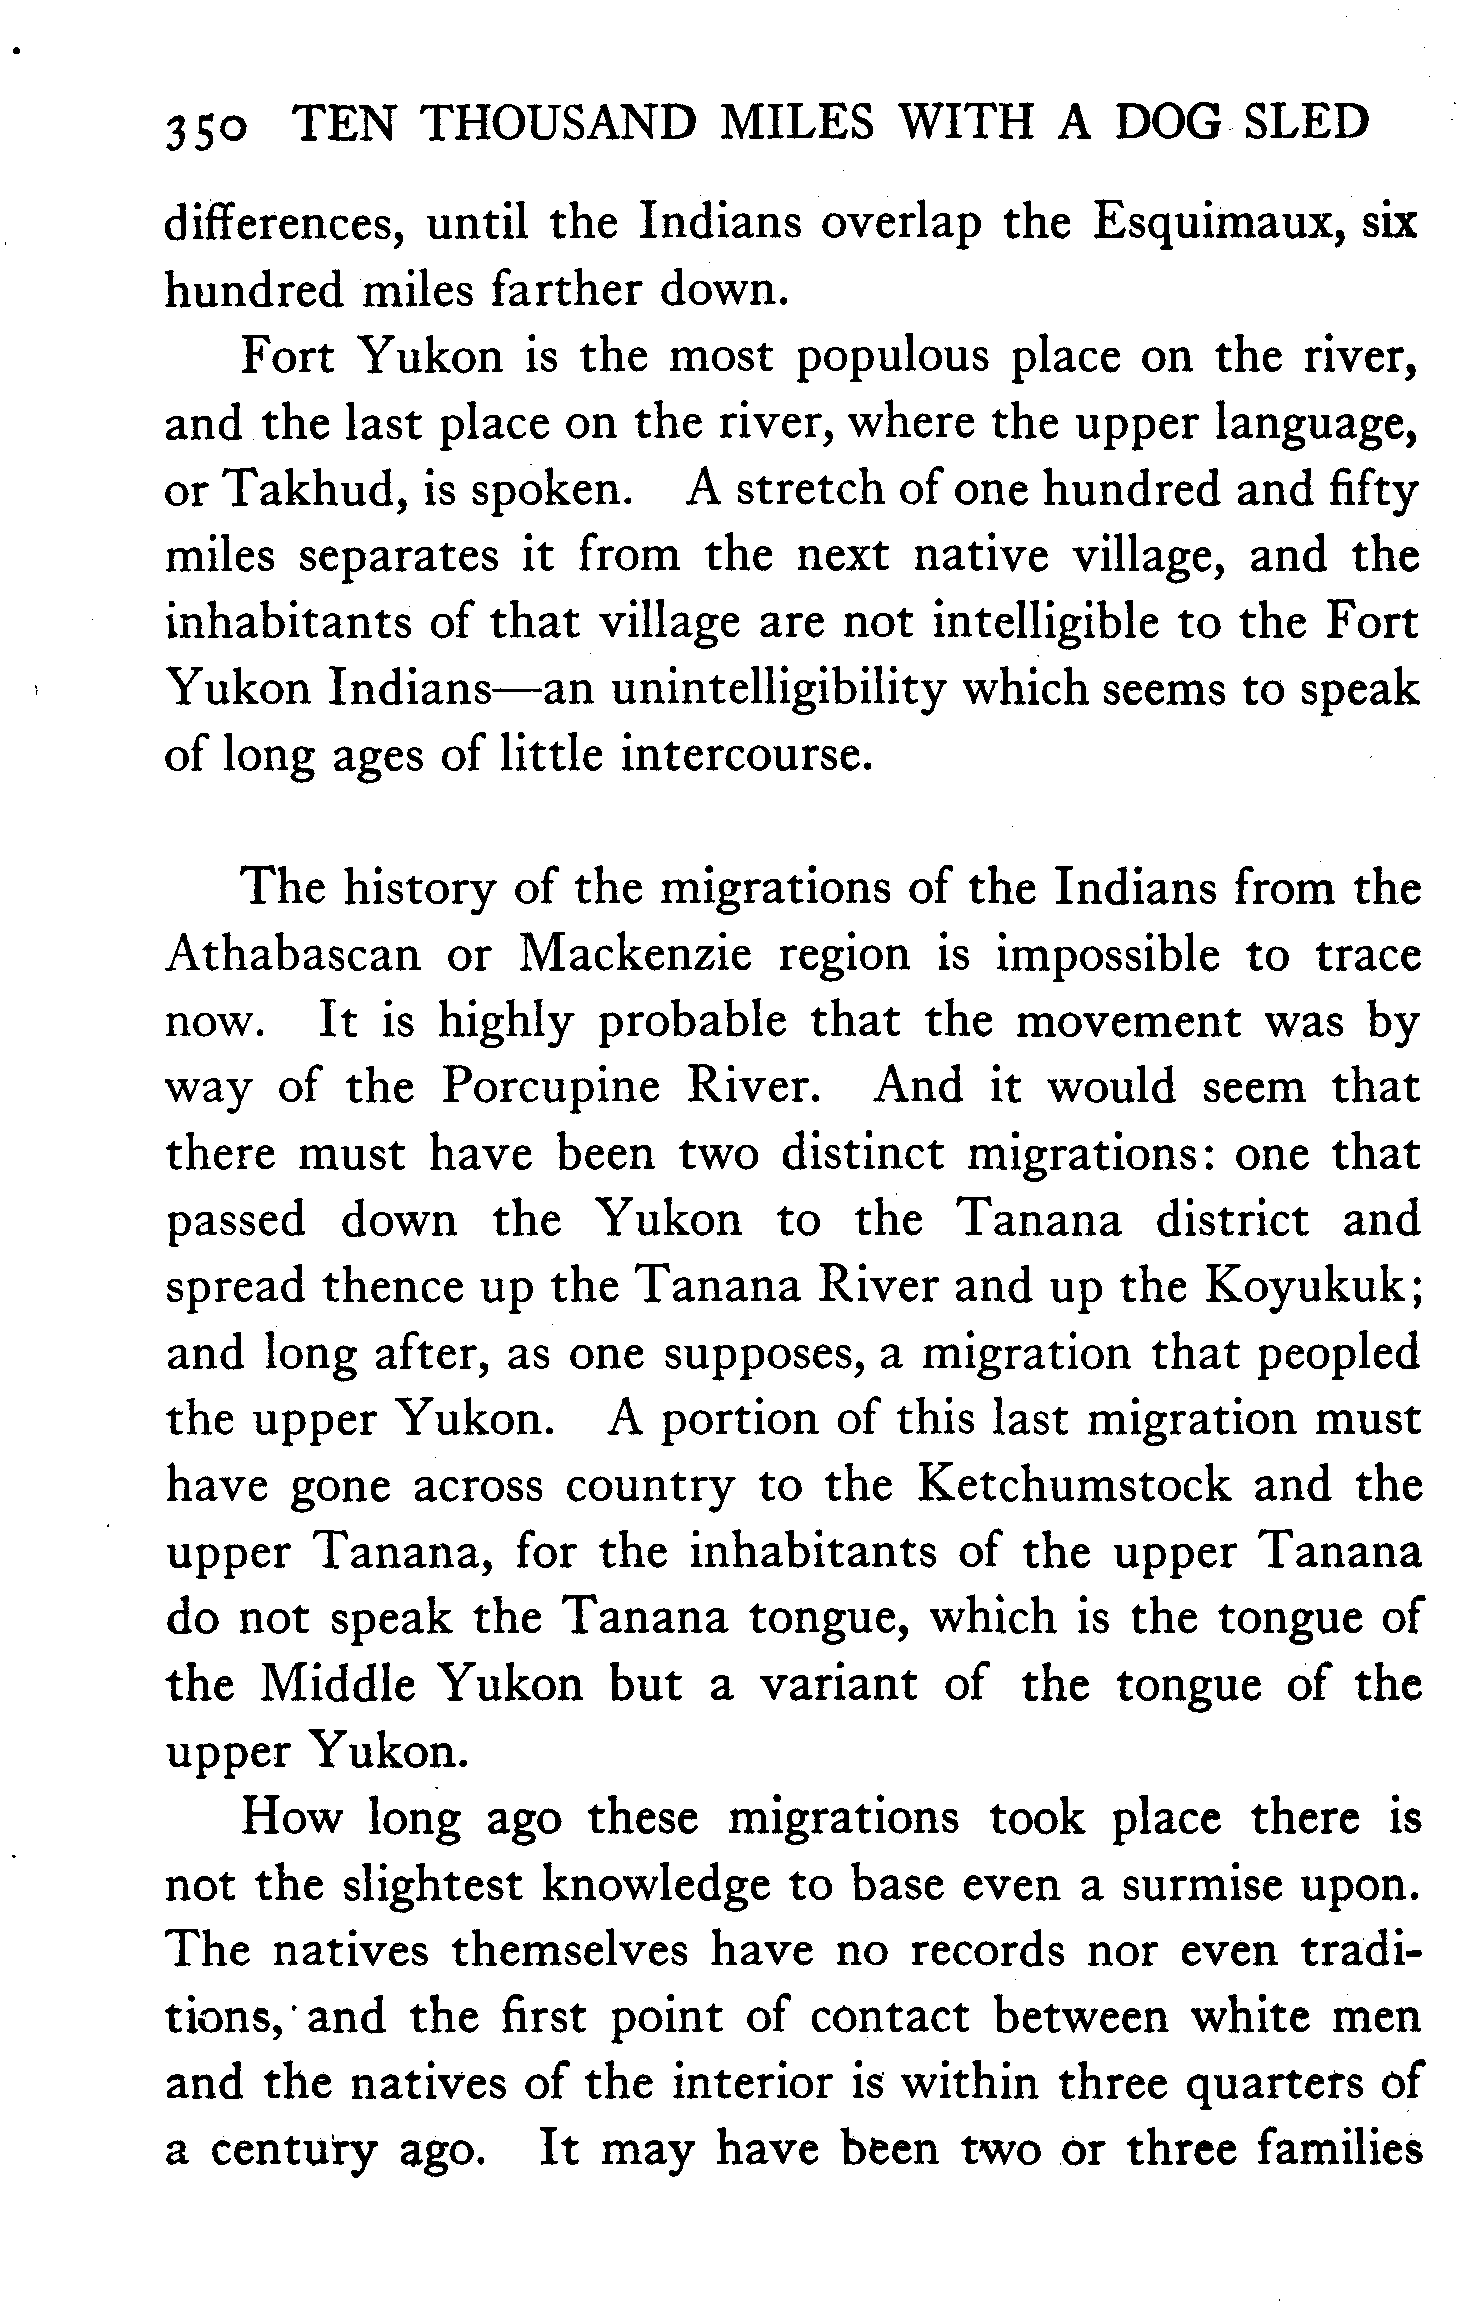 350 TEN THOUSAND MILES WITH A DOG SLED
differences, until the Indians overlap the Esquimaux, six
hundred miles farther down.
Fort Yukon is the most populous place on the river,
and the last place on the river, where the upper language,
or Takhud, is spoken. A stretch of one hundred and fifty
miles separates it from the next native village, and the
inhabitants of that village are not intelligible to the Fort
Yukon Indians—an unintelligibility which seems to speak
of long ages of little intercourse.
The history of the migrations of the Indians from the
Athabascan or Mackenzie region is impossible to trace
now. It is highly probable that the movement was by
way of the Porcupine River. And it would seem that
there must have been two distinct migrations: one that
passed down the Yukon to the Tanana district and
spread thence up the Tanana River and up the Koyukuk;
and long after, as one supposes, a migration that peopled
the upper Yukon. A portion of this last migration must
have gone across country to the Ketchumstock and the
upper Tanana, for the inhabitants of the upper Tanana
do not speak the Tanana tongue, which is the tongue of
the Middle Yukon but a variant of the tongue of the
upper Yukon.
How long ago these migrations took place there is
not the slightest knowledge to base even a surmise upon.
The natives themselves have no records nor even tradi-
tions, and the first point of contact between white men
and the natives of the interior is within three quarters of
a century ago. It may have been two or three families